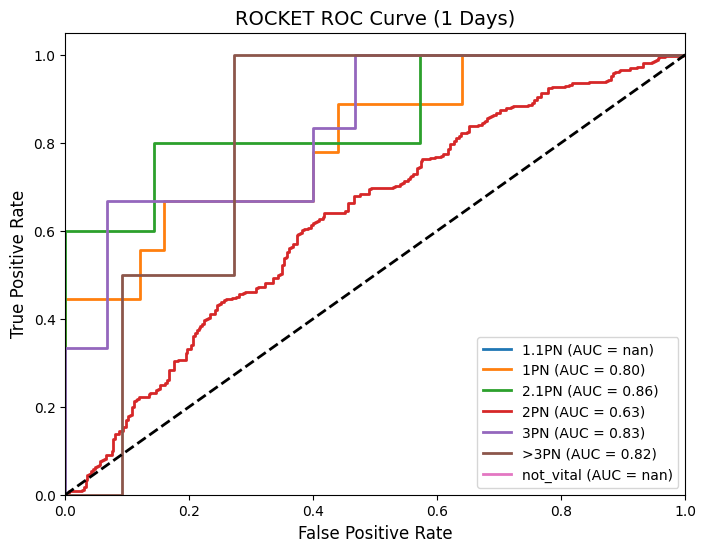 ROCKET ROC Curve (1 Days)
True Positive Rate
1.0
0.8
0.6
0.4
0.2
0.0
0.0 0.2 0.4 0.6 0.8 1.0
False Positive Rate
1.1PN (AUC = nan)
1PN (AUC = 0.80)
2.1PN (AUC = 0.86)
2PN (AUC = 0.63)
3PN (AUC = 0.83)
>3PN (AUC = 0.82)
not_vital (AUC = nan)